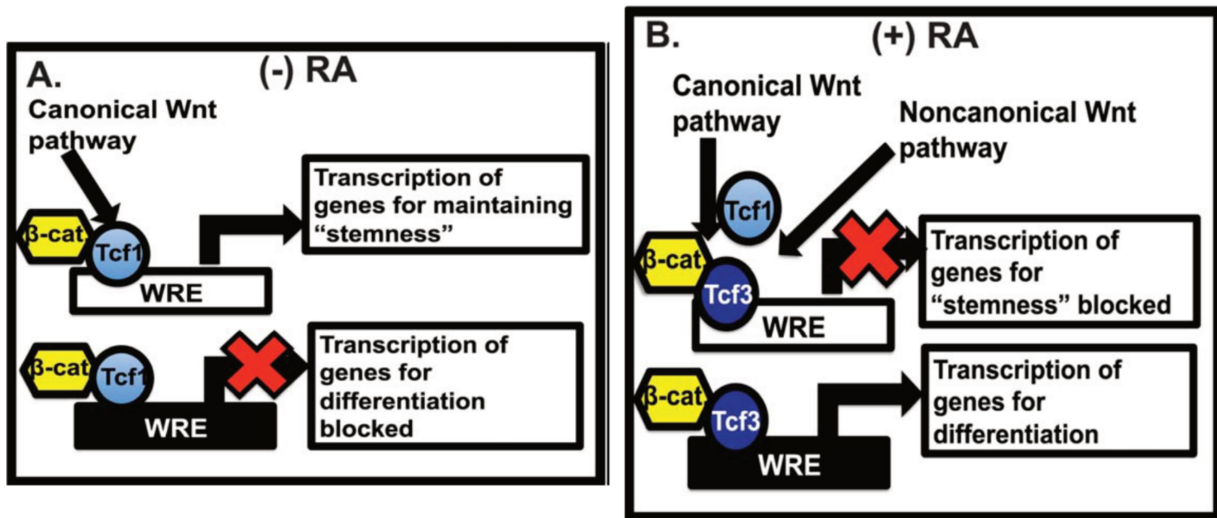 A.
(-) RA
Canonical Wnt
pathway
β-cat.
Tcf1
WRE
Transcription of
genes for maintaining
“stemness”
β-cat.
Tcf1
WRE
Transcription of
genes for
differentiation
blocked
B.
(+) RA
Canonical Wnt
pathway
Noncanonical Wnt
pathway
Tcf1
β-cat.
Tcf3
WRE
Transcription of
genes for
“stemness” blocked
β-cat.
Tcf3
WRE
Transcription of
genes for
differentiation